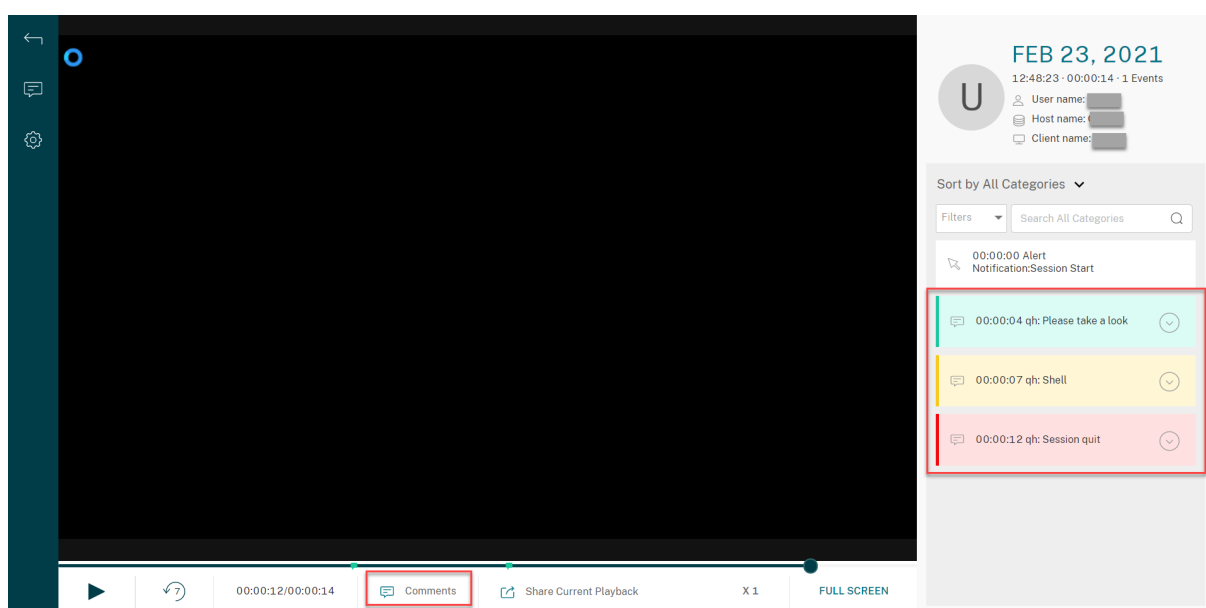 FEB 23, 2021
12:48:23 · 00:00:14 · 1 Events
U
User name:
Host name:
Client name:
Sort by All Categories
Filters
Search All Categories
00:00:00 Alert
Notification:Session Start
00:00:04 qh: Please take a look
00:00:07 qh: Shell
00:00:12 qh: Session quit
7
00:00:12/00:00:14
Comments
Share Current Playback
X 1
FULL SCREEN